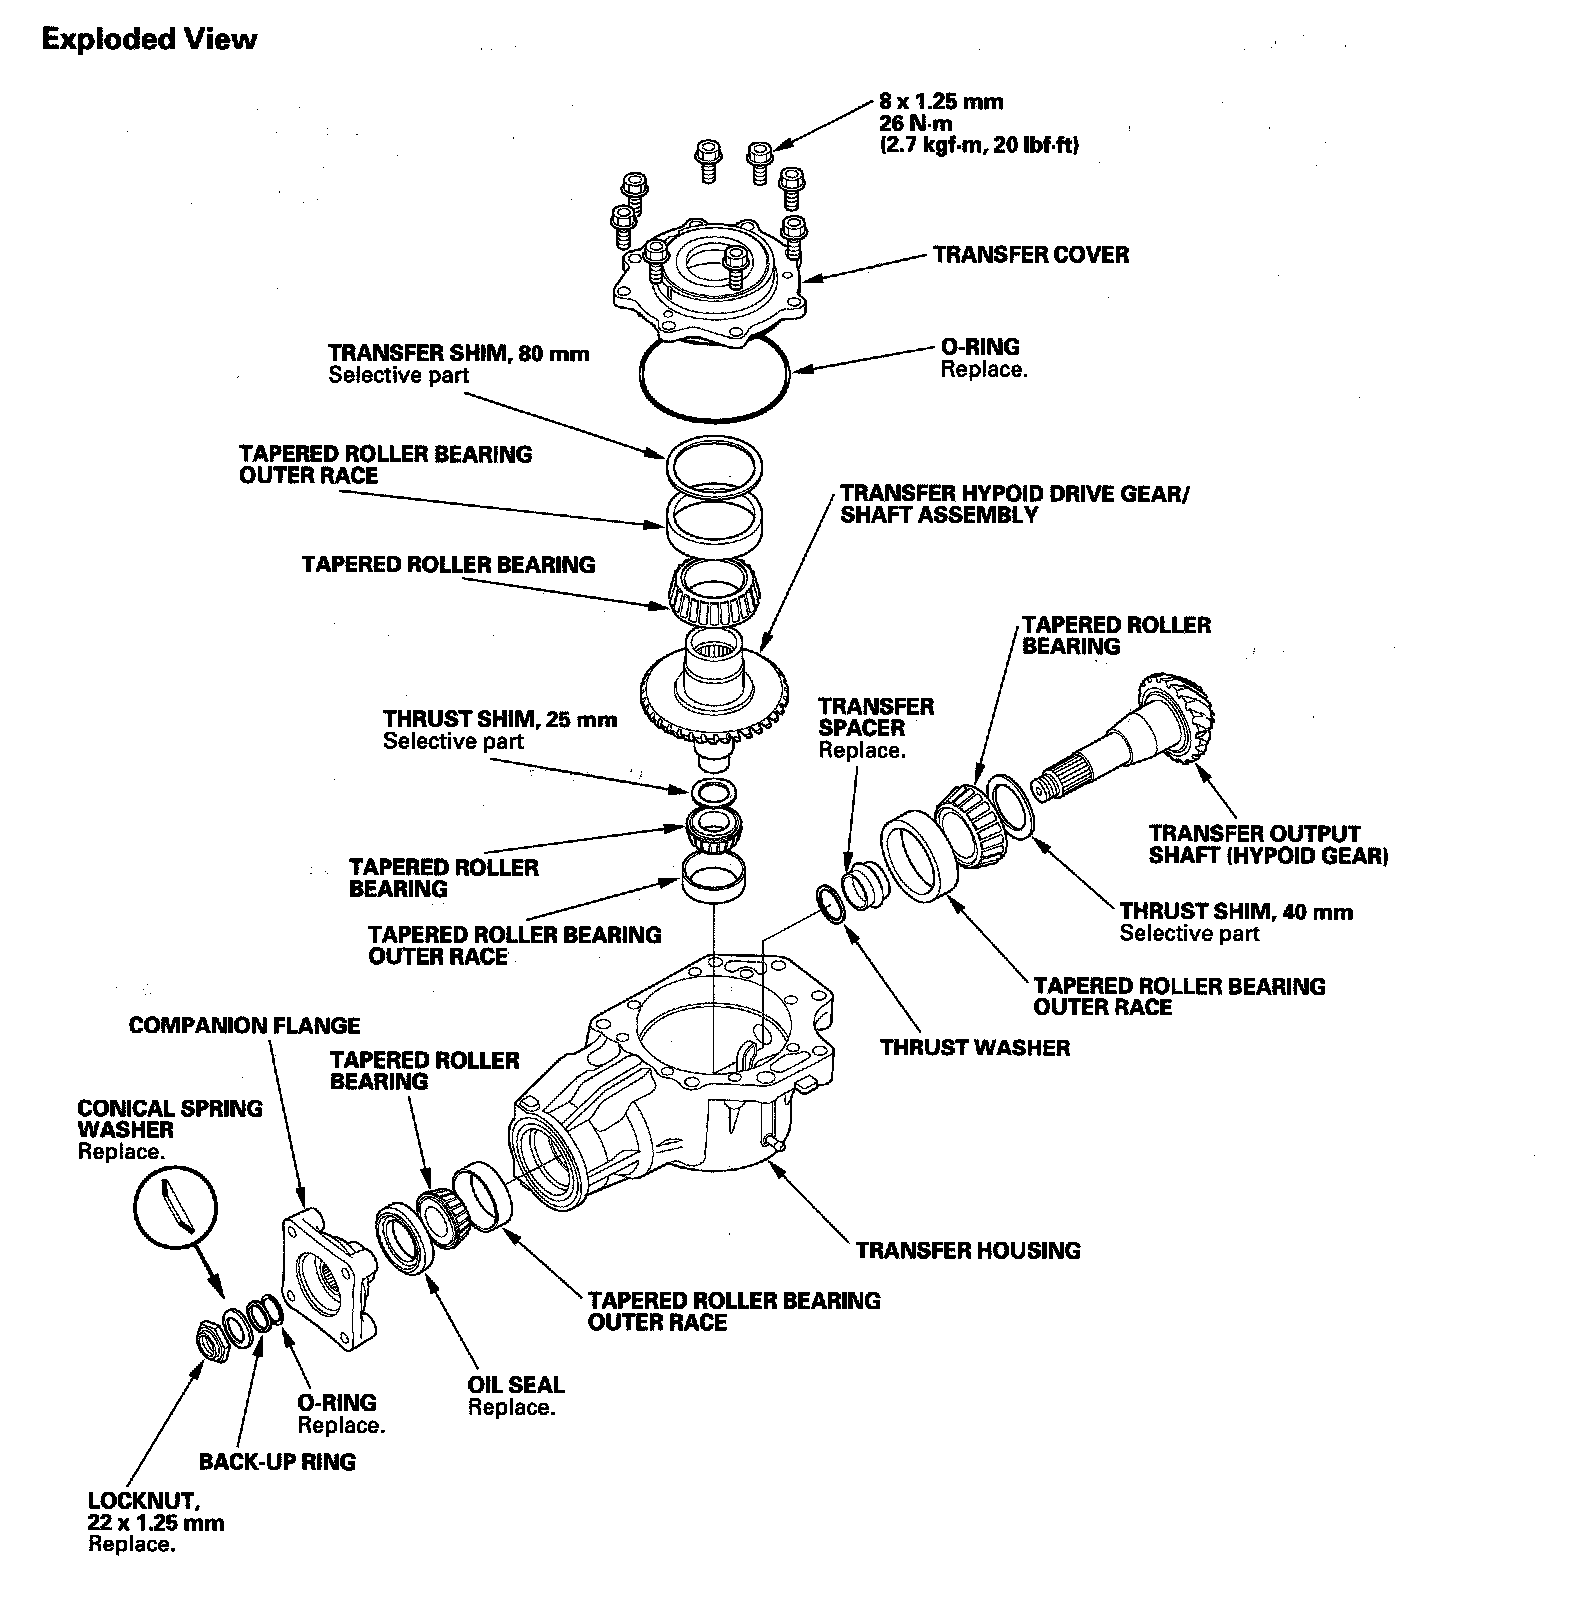 Exploded View
8 x 1.25 mm
26 N·m
(2.7 kgf·m, 20 lbf·ft)
TRANSFER COVER
O-RING
Replace.
TRANSFER SHIM, 80 mm
Selective part
TAPERED ROLLER BEARING
OUTER RACE
TRANSFER HYPOID DRIVE GEAR/
SHAFT ASSEMBLY
TAPERED ROLLER BEARING
TAPERED ROLLER
BEARING
TRANSFER
SPACER
Replace.
THRUST SHIM, 25 mm
Selective part
TRANSFER OUTPUT
SHAFT (HYPOID GEAR)
TAPERED ROLLER
BEARING
THRUST SHIM, 40 mm
Selective part
TAPERED ROLLER BEARING
OUTER RACE
TAPERED ROLLER BEARING
OUTER RACE
THRUST WASHER
COMPANION FLANGE
TAPERED ROLLER
BEARING
CONICAL SPRING
WASHER
Replace.
TRANSFER HOUSING
TAPERED ROLLER BEARING
OUTER RACE
OIL SEAL
Replace.
O-RING
Replace.
BACK-UP RING
LOCKNUT,
22 x 1.25 mm
Replace.